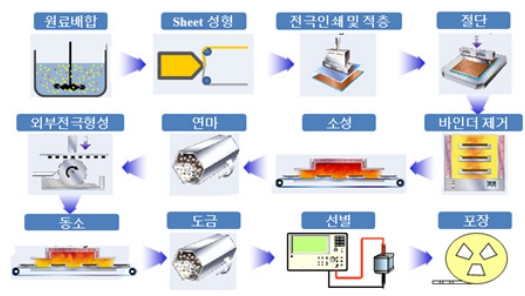 원료배합
Sheet 성형
전극인쇄 및 적층
절단
외부전극형성
연마
소성
바인더 제거
동소
도금
선별
포장